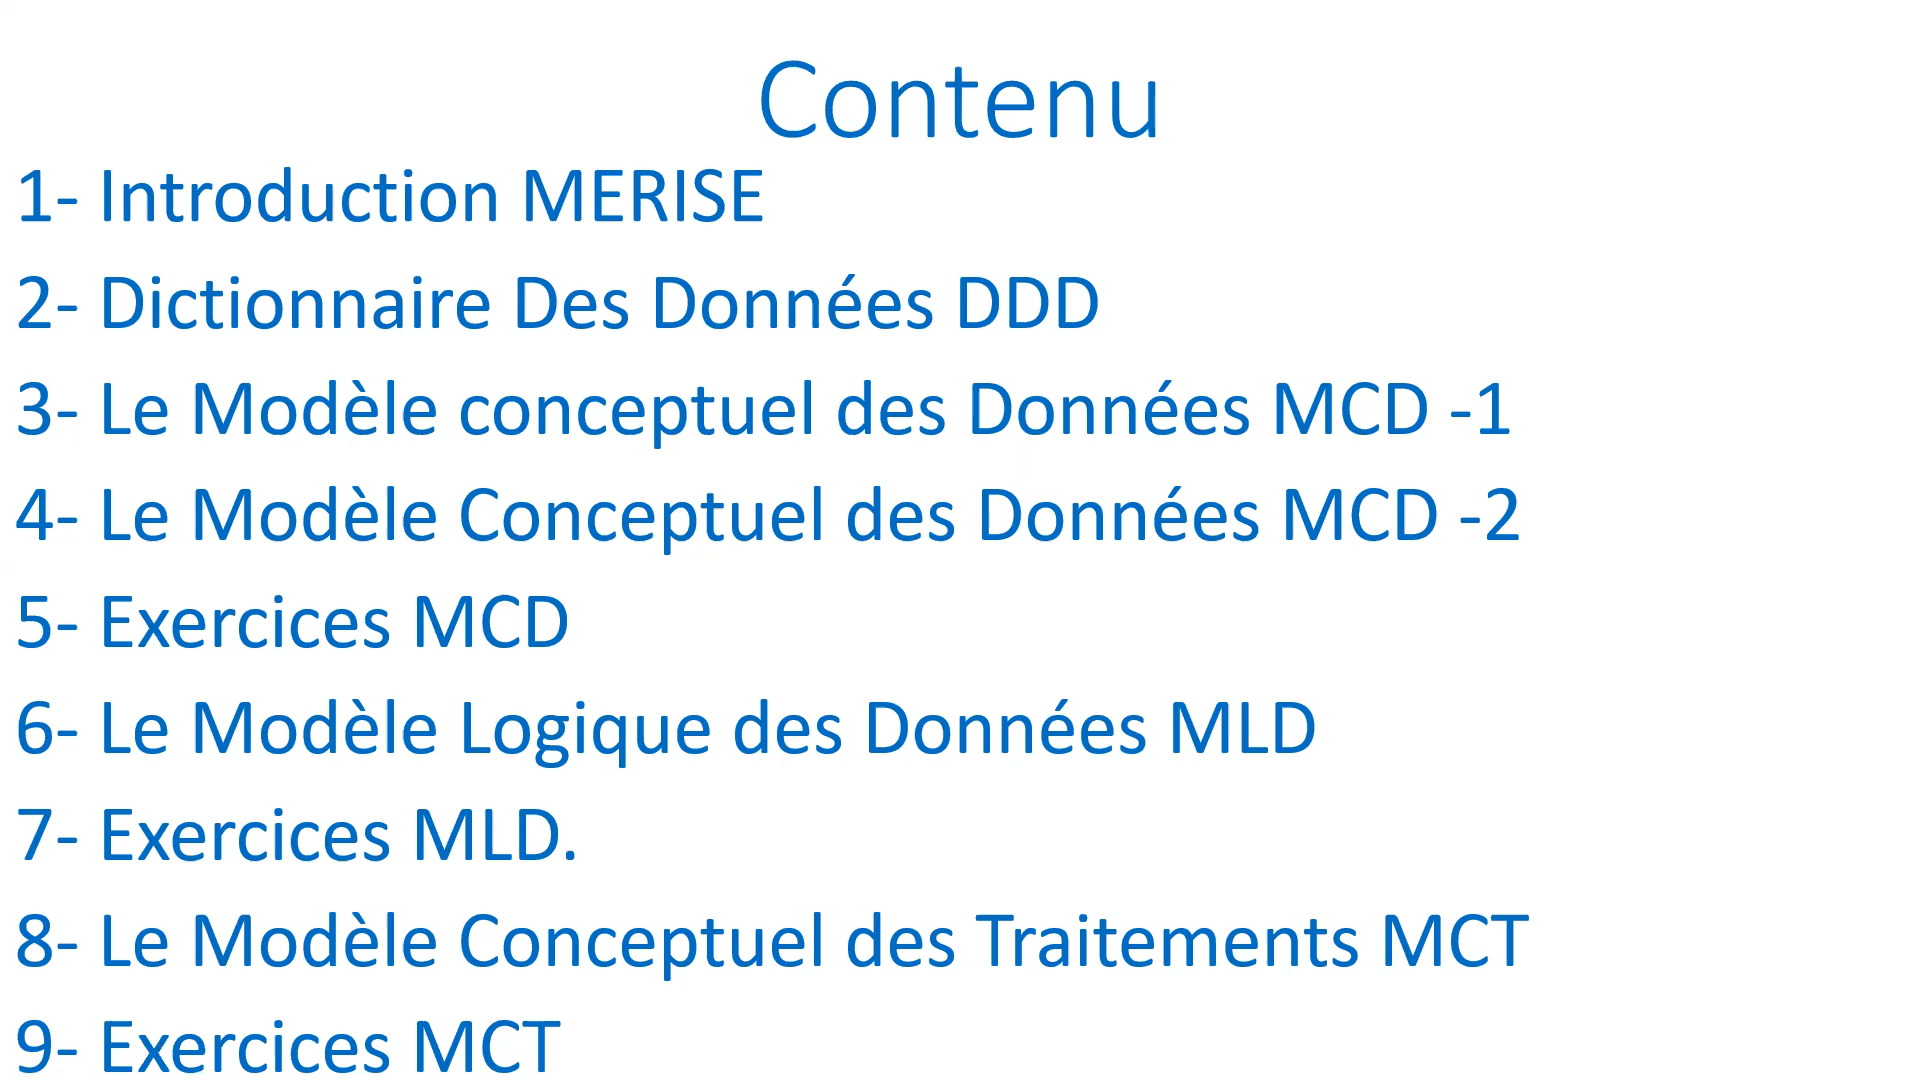 Contenu
1- Introduction MERISE
2- Dictionnaire Des Données DDD
3- Le Modèle conceptuel des Données MCD -1
4- Le Modèle Conceptuel des Données MCD -2
5- Exercices MCD
6- Le Modèle Logique des Données MLD
7- Exercices MLD.
8- Le Modèle Conceptuel des Traitements MCT
9- Exercices MCT